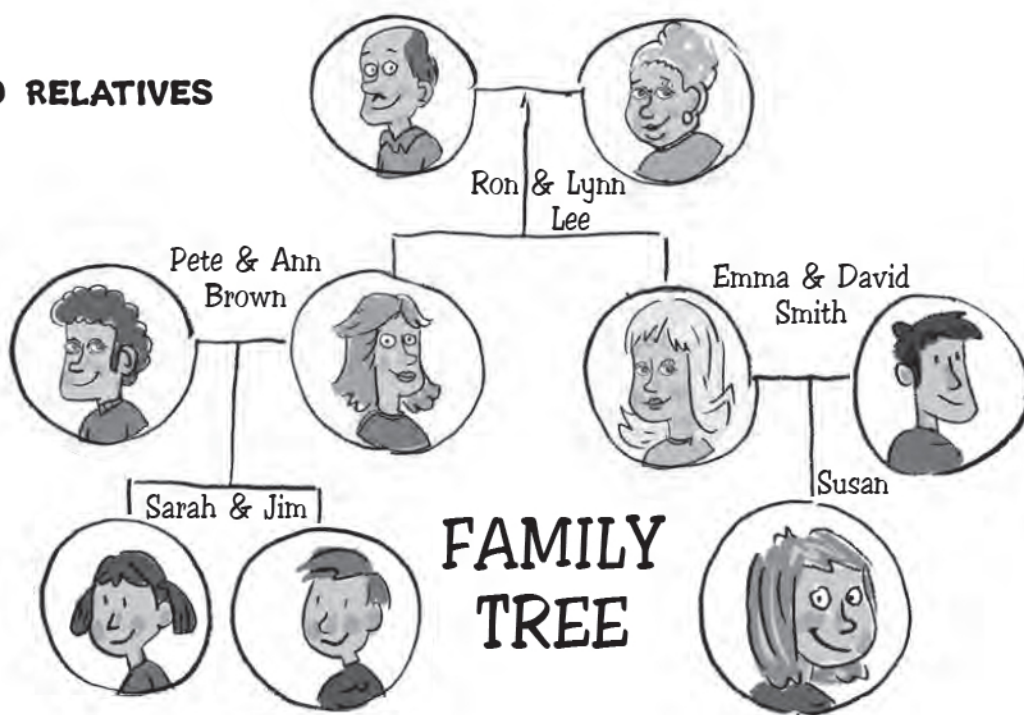 RELATIVES
Ron & Lynn
Lee
Pete & Ann
Brown
Emma & David
Smith
Sarah & Jim
Susan
FAMILY
TREE